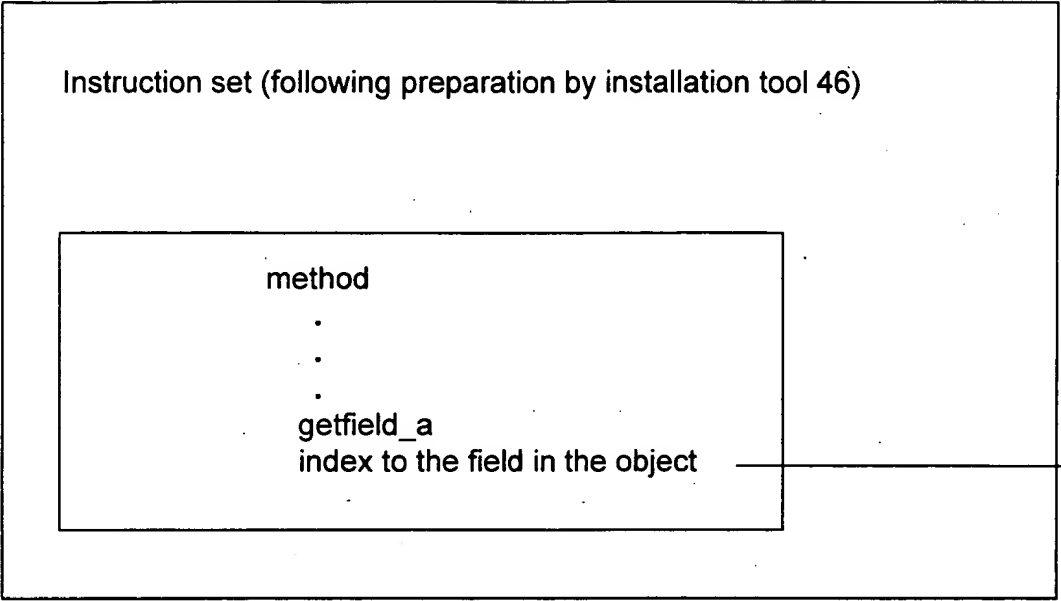 Instruction set (following preparation by installation tool 46)
method
.
.
.
getfield_a
index to the field in the object